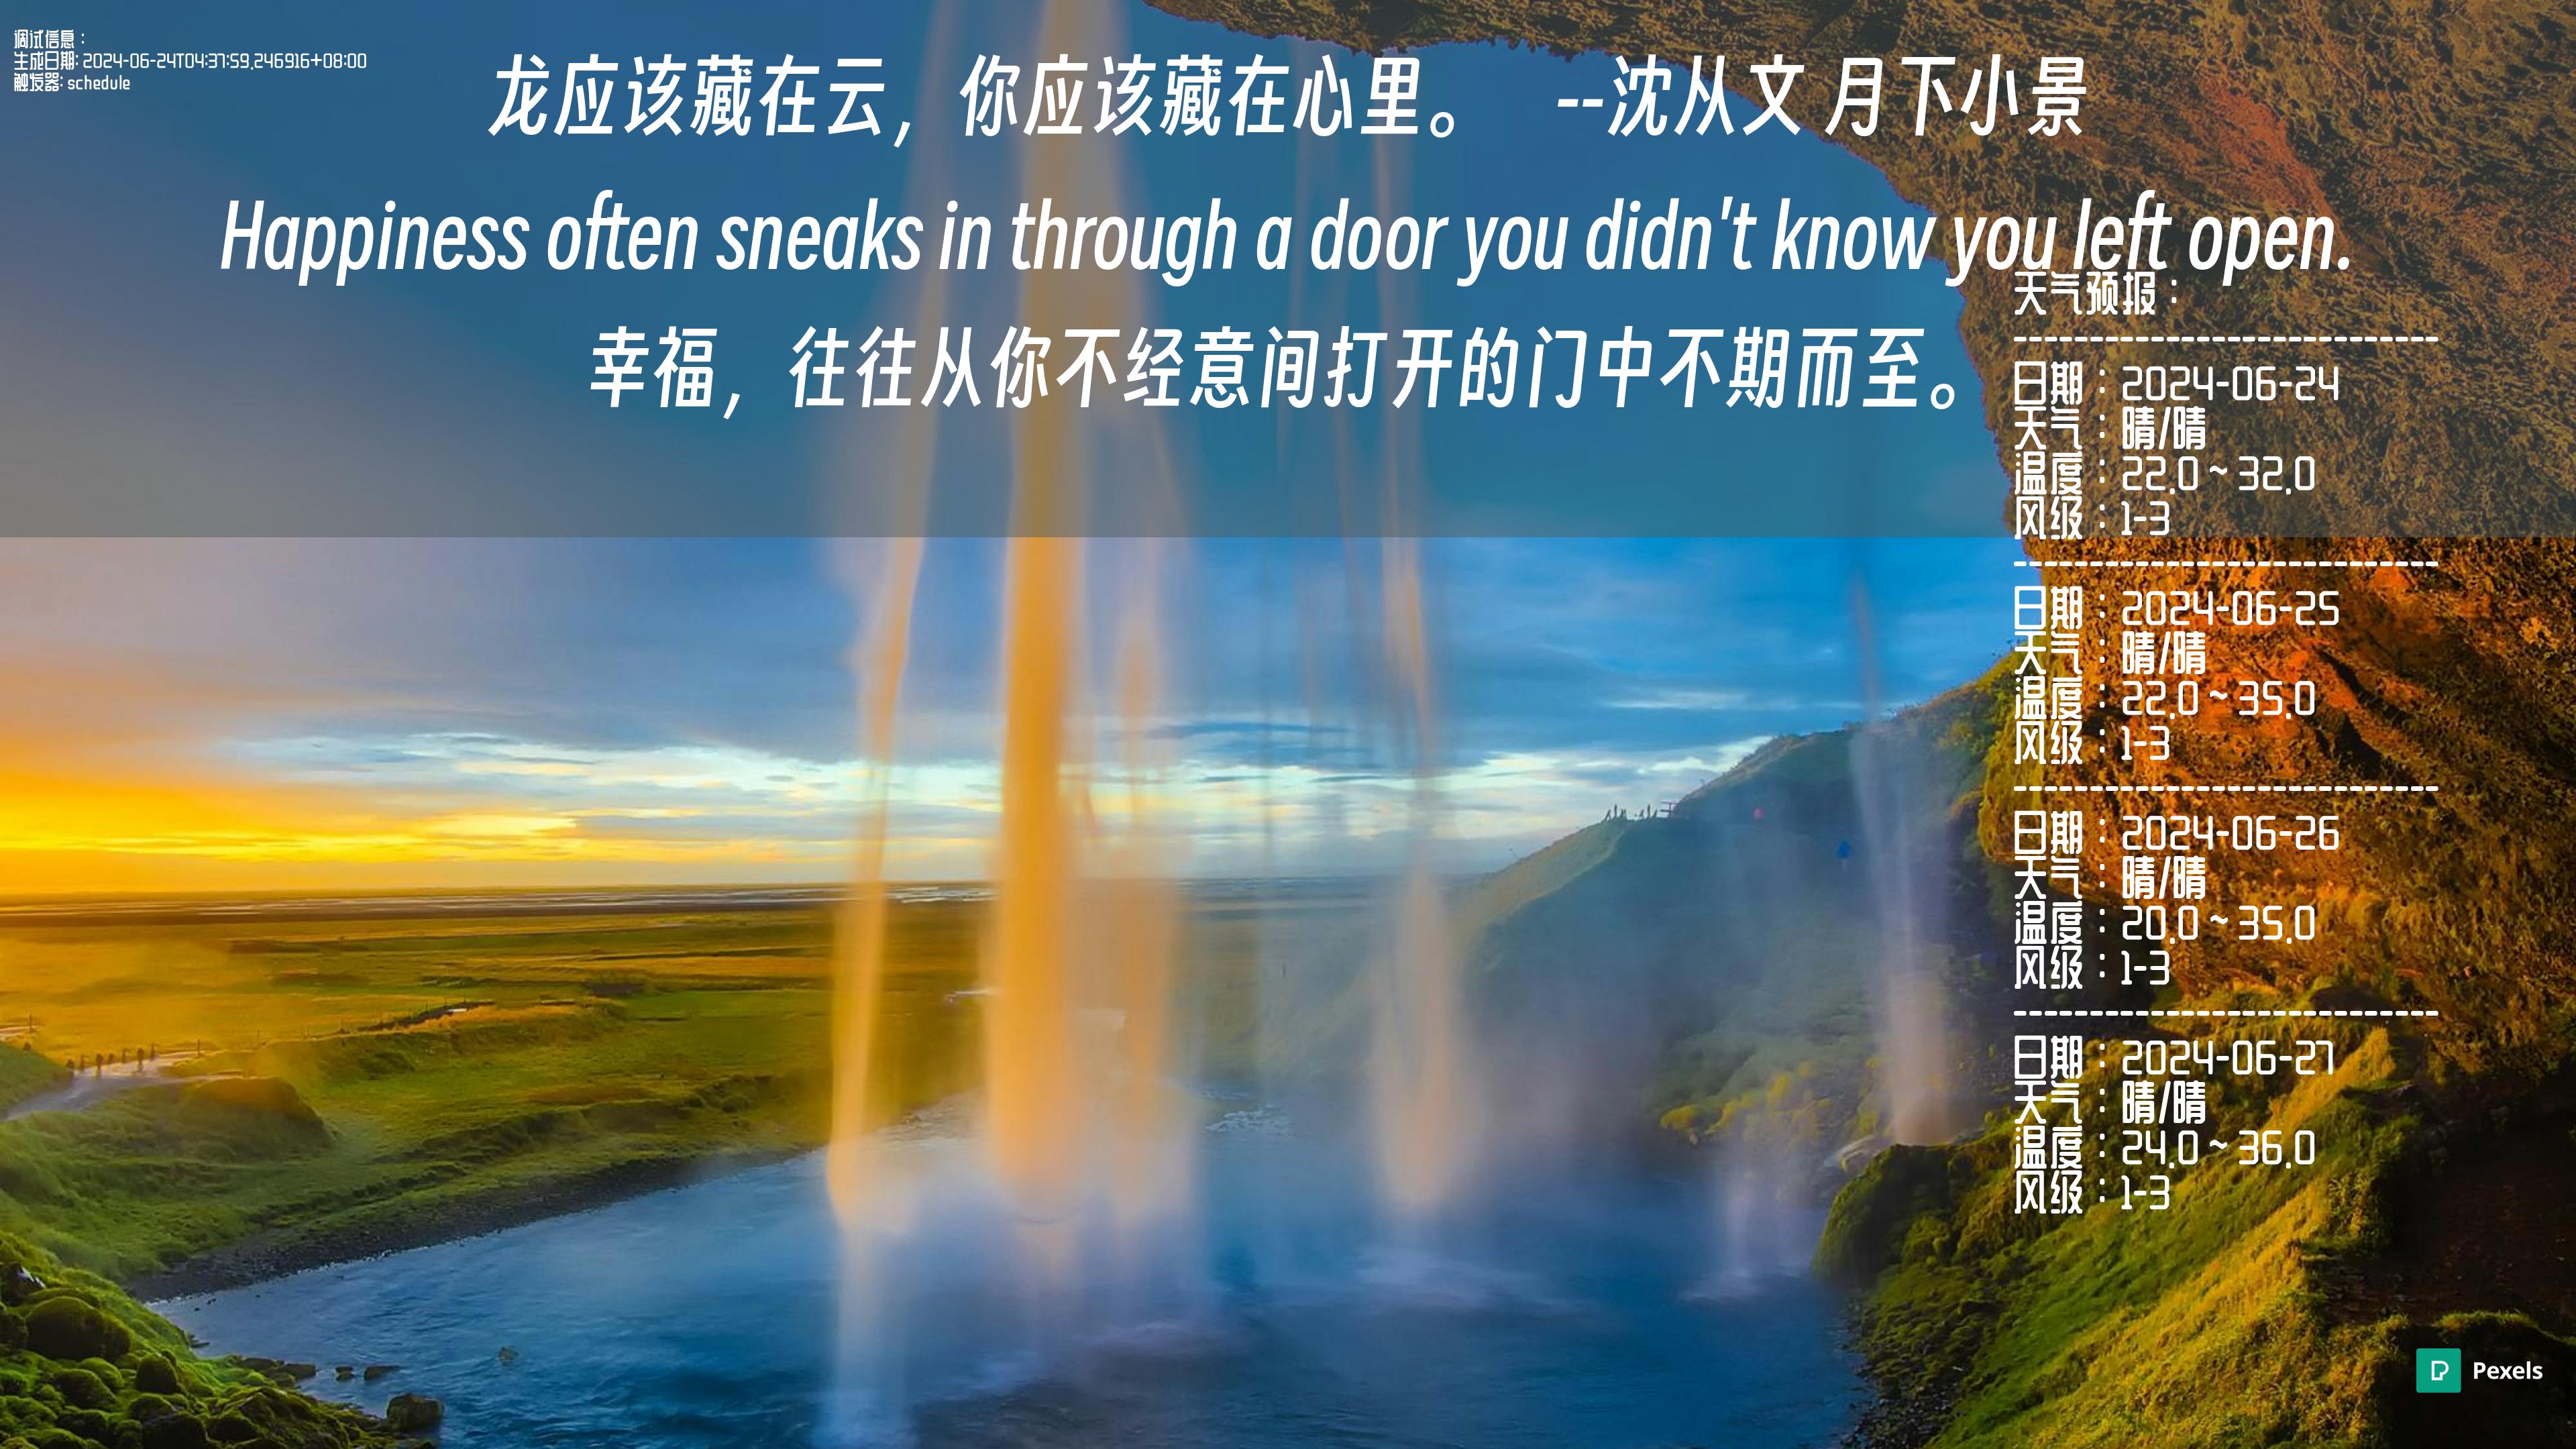 调试信息：
生成日期: 2024-06-24T04:37:59.246916+08:00
触发器: schedule
龙应该藏在云，你应该藏在心里。 --沈从文 月下小景
Happiness often sneaks in through a door you didn't know you left open.
幸福，往往从你不经意间打开的门中不期而至。
天气预报：
----------------------------
日期：2024-06-24
天气：晴/晴
温度：22.0 ~ 32.0
风级：1-3
----------------------------
日期：2024-06-25
天气：晴/晴
温度：22.0 ~ 35.0
风级：1-3
----------------------------
日期：2024-06-26
天气：晴/晴
温度：20.0 ~ 35.0
风级：1-3
----------------------------
日期：2024-06-27
天气：晴/晴
温度：24.0 ~ 36.0
风级：1-3
Pexels